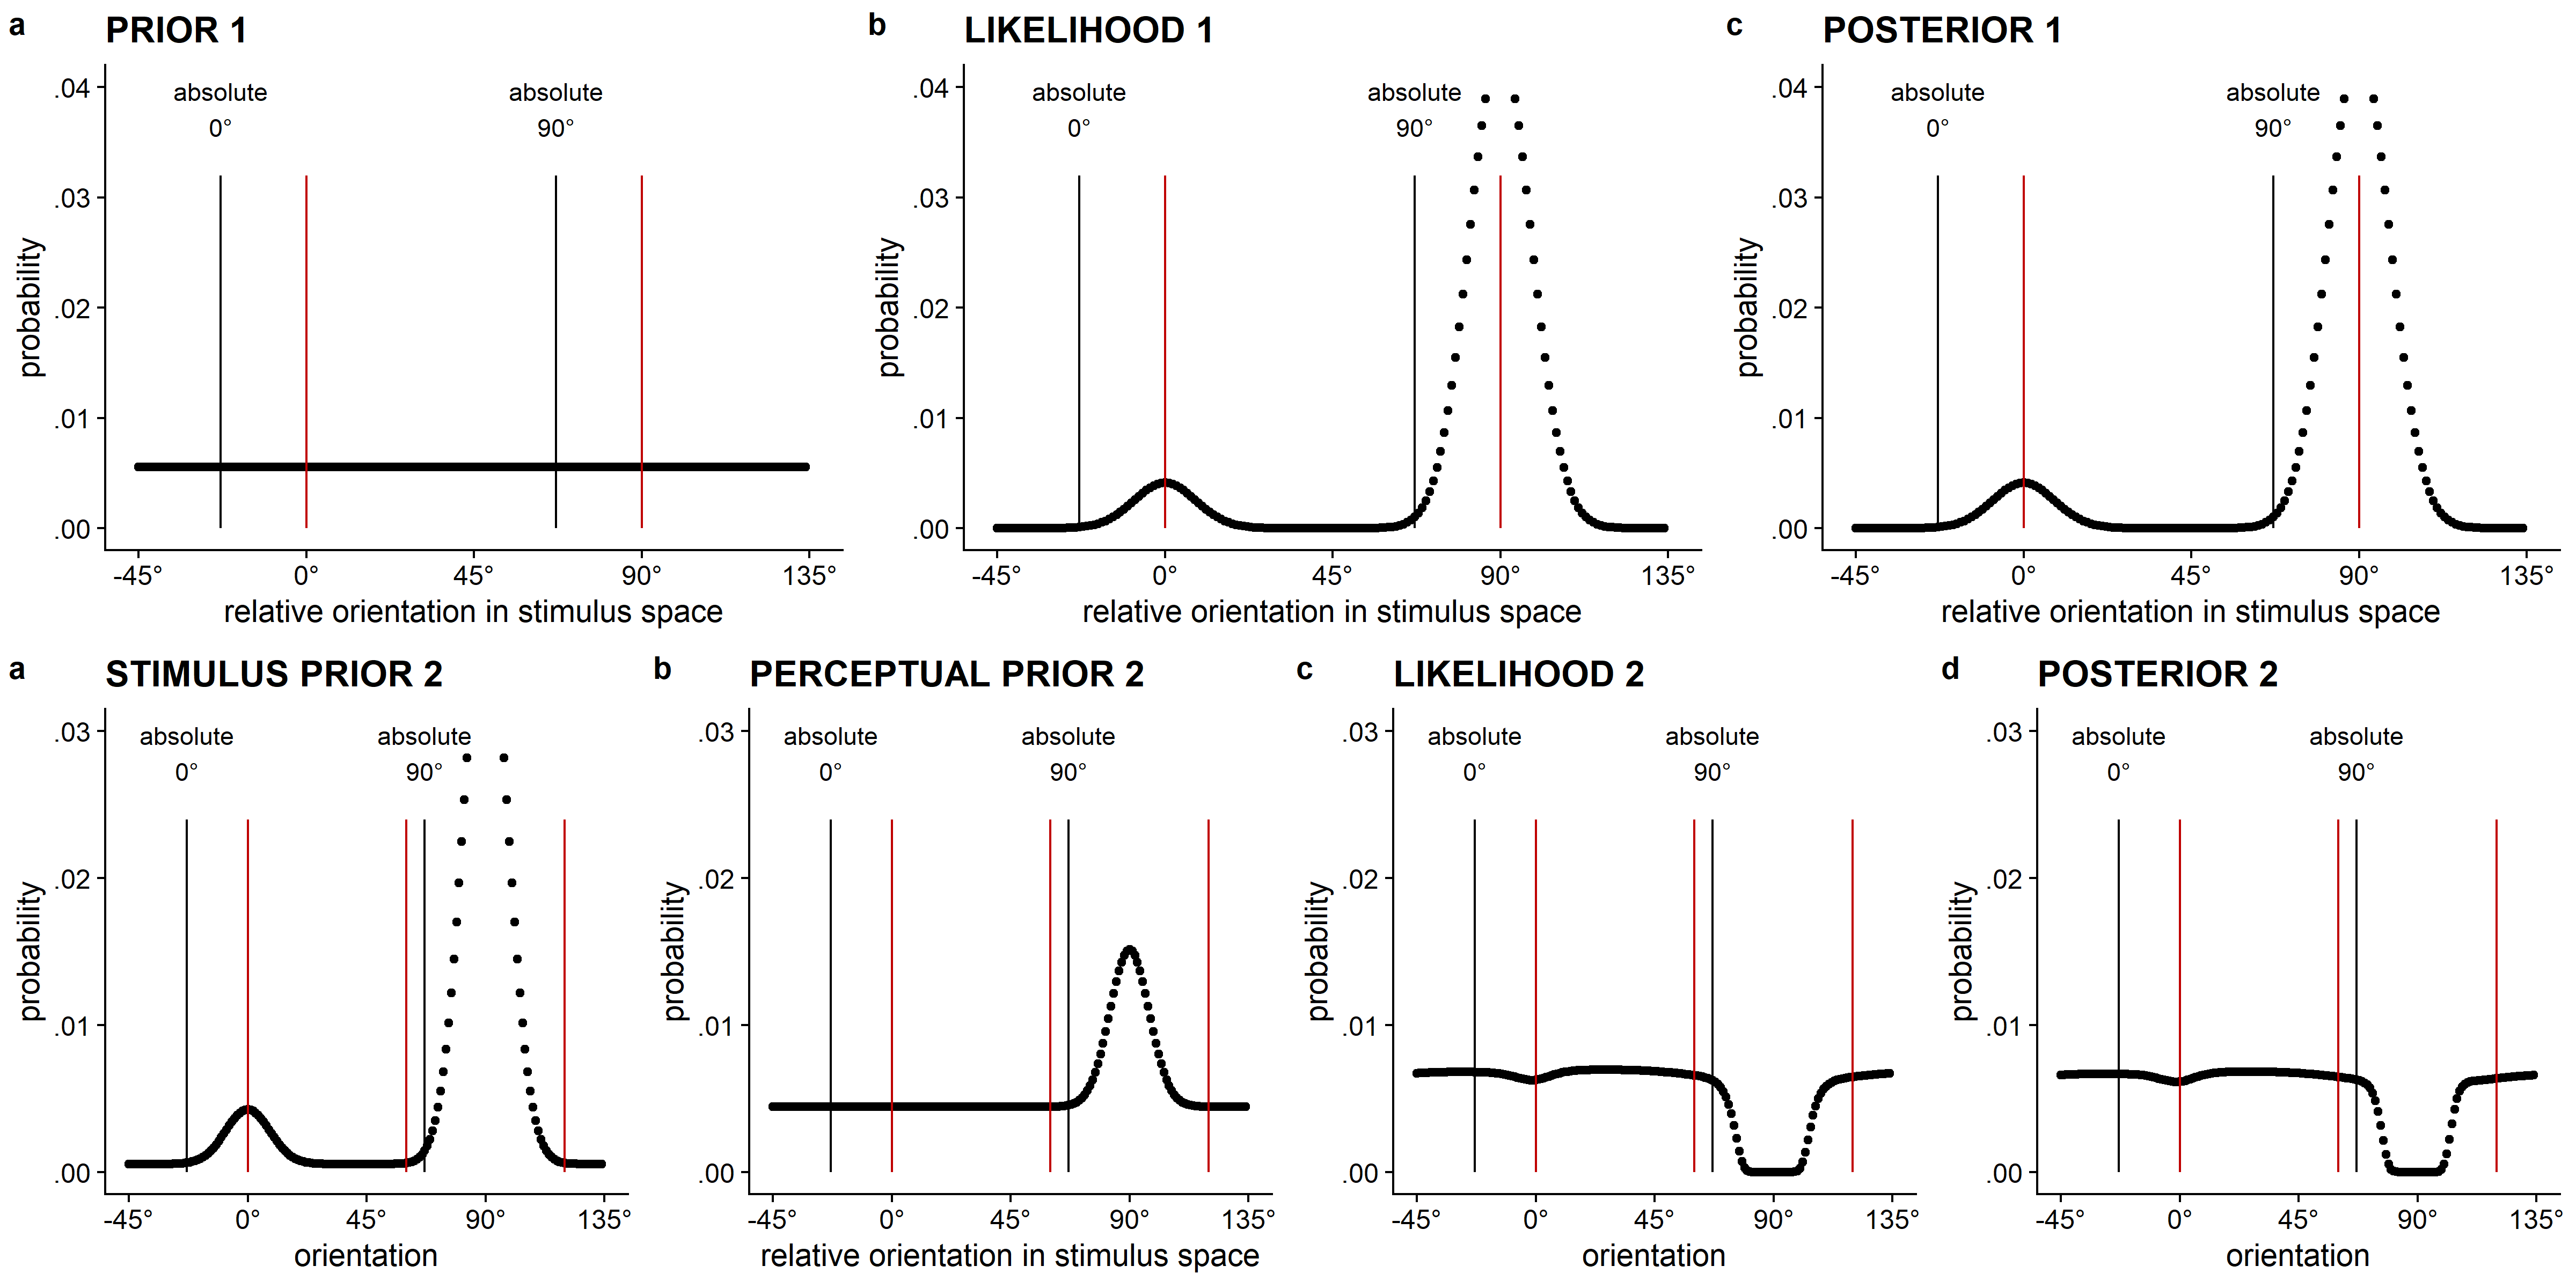 a PRIOR 1
.04
.03
.02
.01
.00
probability
absolute
0°
absolute
90°
-45° 0° 45° 90° 135°
relative orientation in stimulus space
b LIKELIHOOD 1
.04
.03
.02
.01
.00
probability
absolute
0°
absolute
90°
-45° 0° 45° 90° 135°
relative orientation in stimulus space
c POSTERIOR 1
.04
.03
.02
.01
.00
probability
absolute
0°
absolute
90°
-45° 0° 45° 90° 135°
relative orientation in stimulus space
a STIMULUS PRIOR 2
.03
.02
.01
.00
probability
absolute
0°
absolute
90°
-45° 0° 45° 90° 135°
orientation
b PERCEPTUAL PRIOR 2
.03
.02
.01
.00
probability
absolute
0°
absolute
90°
-45° 0° 45° 90° 135°
relative orientation in stimulus space
c LIKELIHOOD 2
.03
.02
.01
.00
probability
absolute
0°
absolute
90°
-45° 0° 45° 90° 135°
orientation
d POSTERIOR 2
.03
.02
.01
.00
probability
absolute
0°
absolute
90°
-45° 0° 45° 90° 135°
orientation